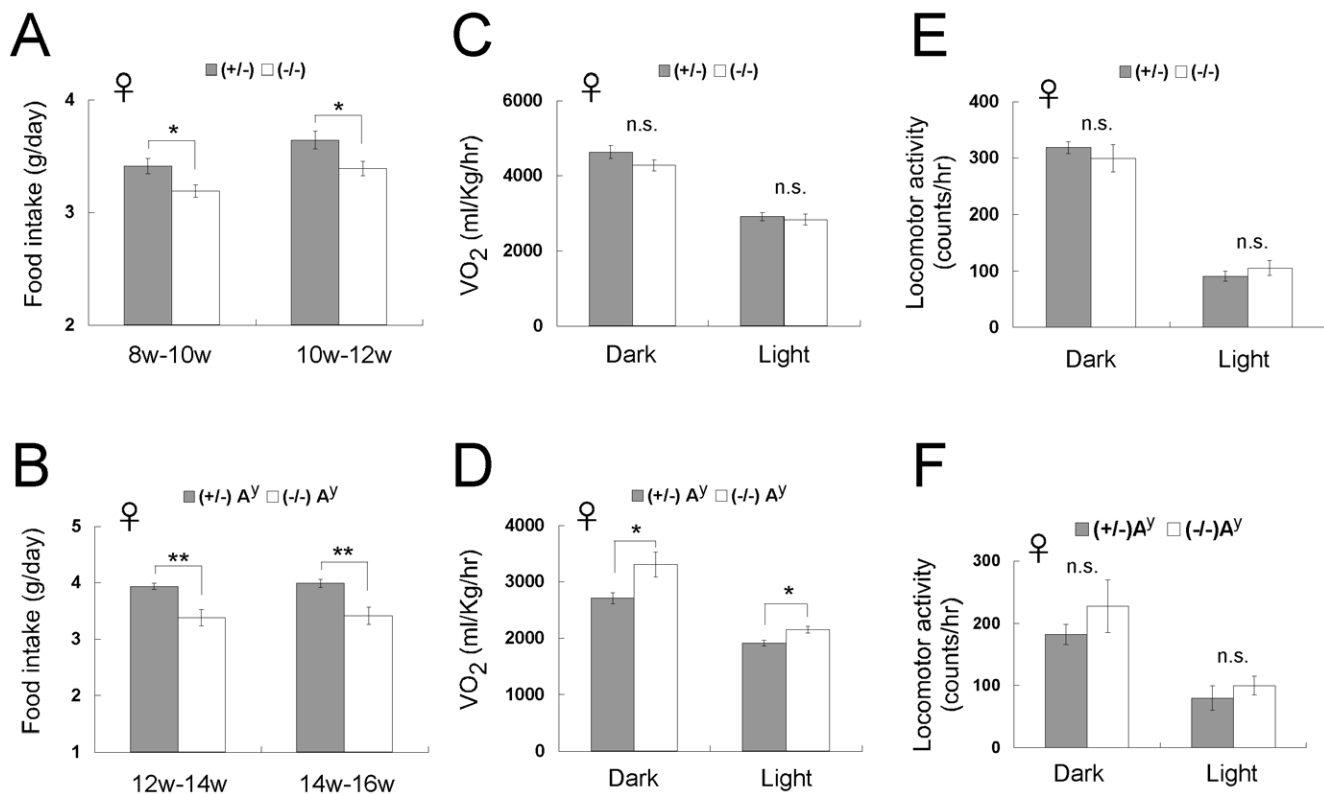 A
♀
(+/-) (-/-)
Food intake (g/day)
4
3
2
*
*
8w-10w 10w-12w
C
♀
(+/-) (-/-)
VO2 (ml/Kg/hr)
6000
4000
2000
0
n.s.
n.s.
Dark Light
E
♀
(+/-) (-/-)
Locomotor activity
(counts/hr)
400
300
200
100
0
n.s.
n.s.
Dark Light
B
♀
(+/-) Ay (-/-) Ay
Food intake (g/day)
5
4
3
2
1
**
**
12w-14w 14w-16w
D
♀
(+/-) Ay (-/-) Ay
VO2 (ml/Kg/hr)
4000
3000
2000
1000
0
*
*
Dark Light
F
♀
(+/-)Ay (-/-)Ay
Locomotor activity
(counts/hr)
300
200
100
0
n.s.
n.s.
Dark Light